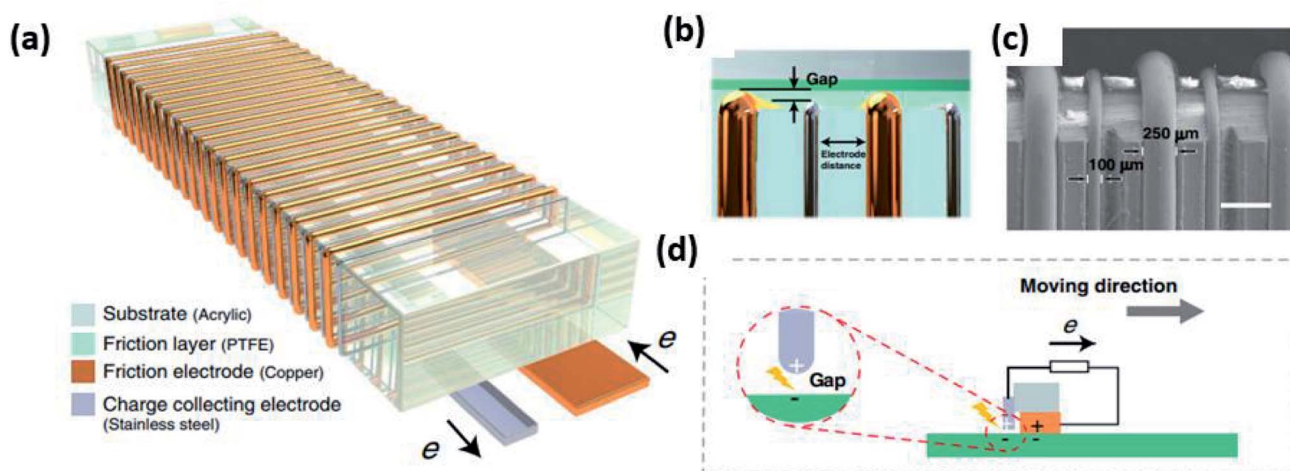 (a)
Substrate (Acrylic)
Friction layer (PTFE)
Friction electrode (Copper)
Charge collecting electrode
(Stainless steel)
e
e
(b)
Gap
Electrode
distance
(c)
250 μm
100 μm
(d)
Moving direction
e
+
Gap
-
+
-
-